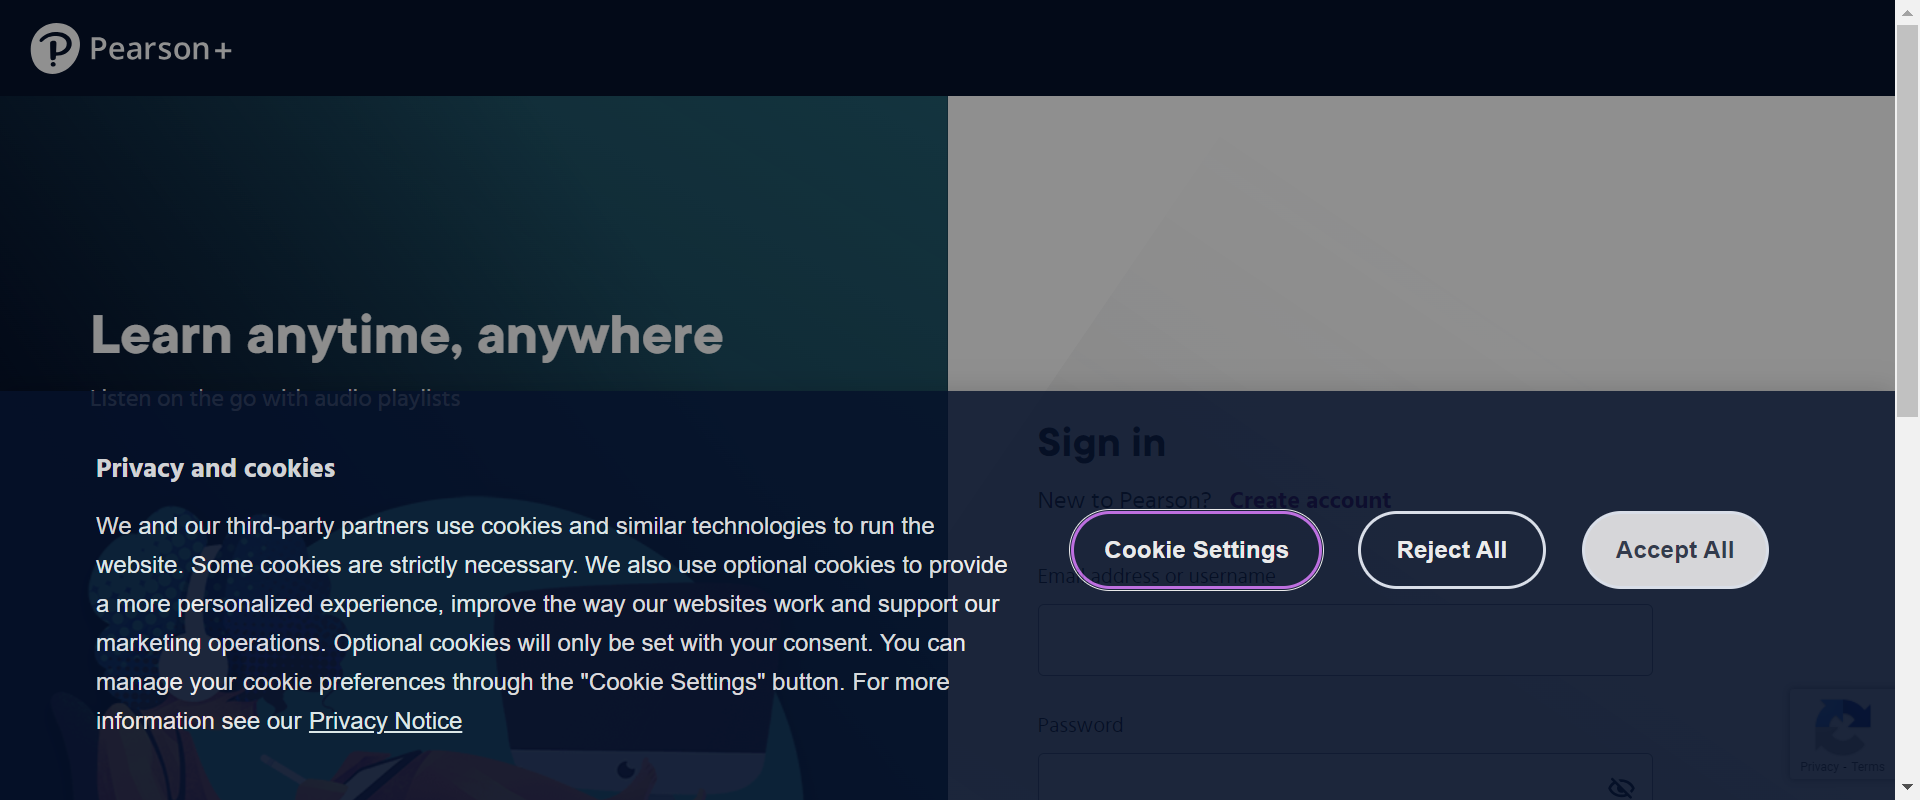 Pearson+
Learn anytime, anywhere
Listen on the go with audio playlists
Privacy and cookies
We and our third-party partners use cookies and similar technologies to run the
website. Some cookies are strictly necessary. We also use optional cookies to provide
a more personalized experience, improve the way our websites work and support our
marketing operations. Optional cookies will only be set with your consent. You can
manage your cookie preferences through the "Cookie Settings" button. For more
information see our Privacy Notice
Sign in
New to Pearson? Create account
Cookie Settings
Reject All
Accept All
Email address or username
Password
Privacy - Terms